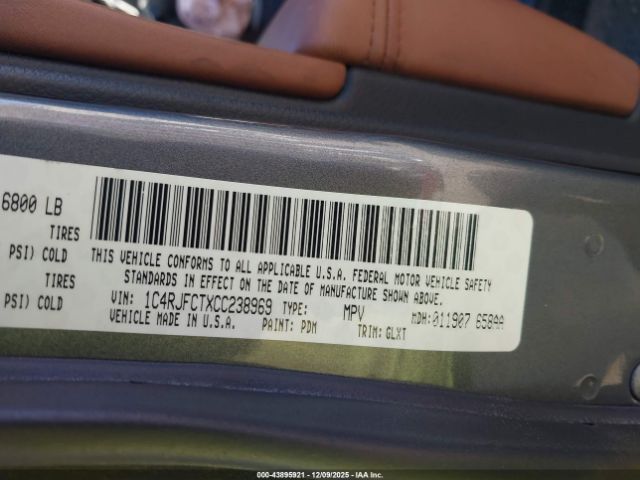 6800 LB
TIRES
PSI) COLD
TIRES
PSI) COLD
THIS VEHICLE CONFORMS TO ALL APPLICABLE U.S.A. FEDERAL MOTOR VEHICLE SAFETY
STANDARDS IN EFFECT ON THE DATE OF MANUFACTURE SHOWN ABOVE.
VIN: 1C4RJFCTXCC238969 TYPE: MPV MDH:011907 658AA
VEHICLE MADE IN U.S.A. PAINT: PDM TRIM: GLXT
00-43895921 - 12/09/2025 - IAA Inc.